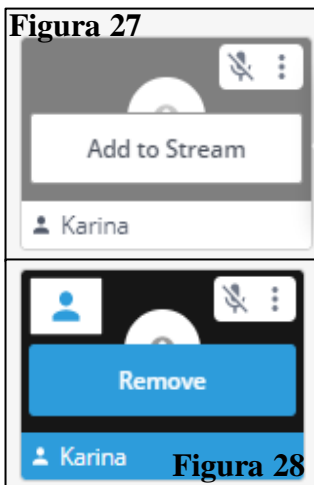 Figura 27
Add to Stream
Karina
Remove
Karina
Figura 28